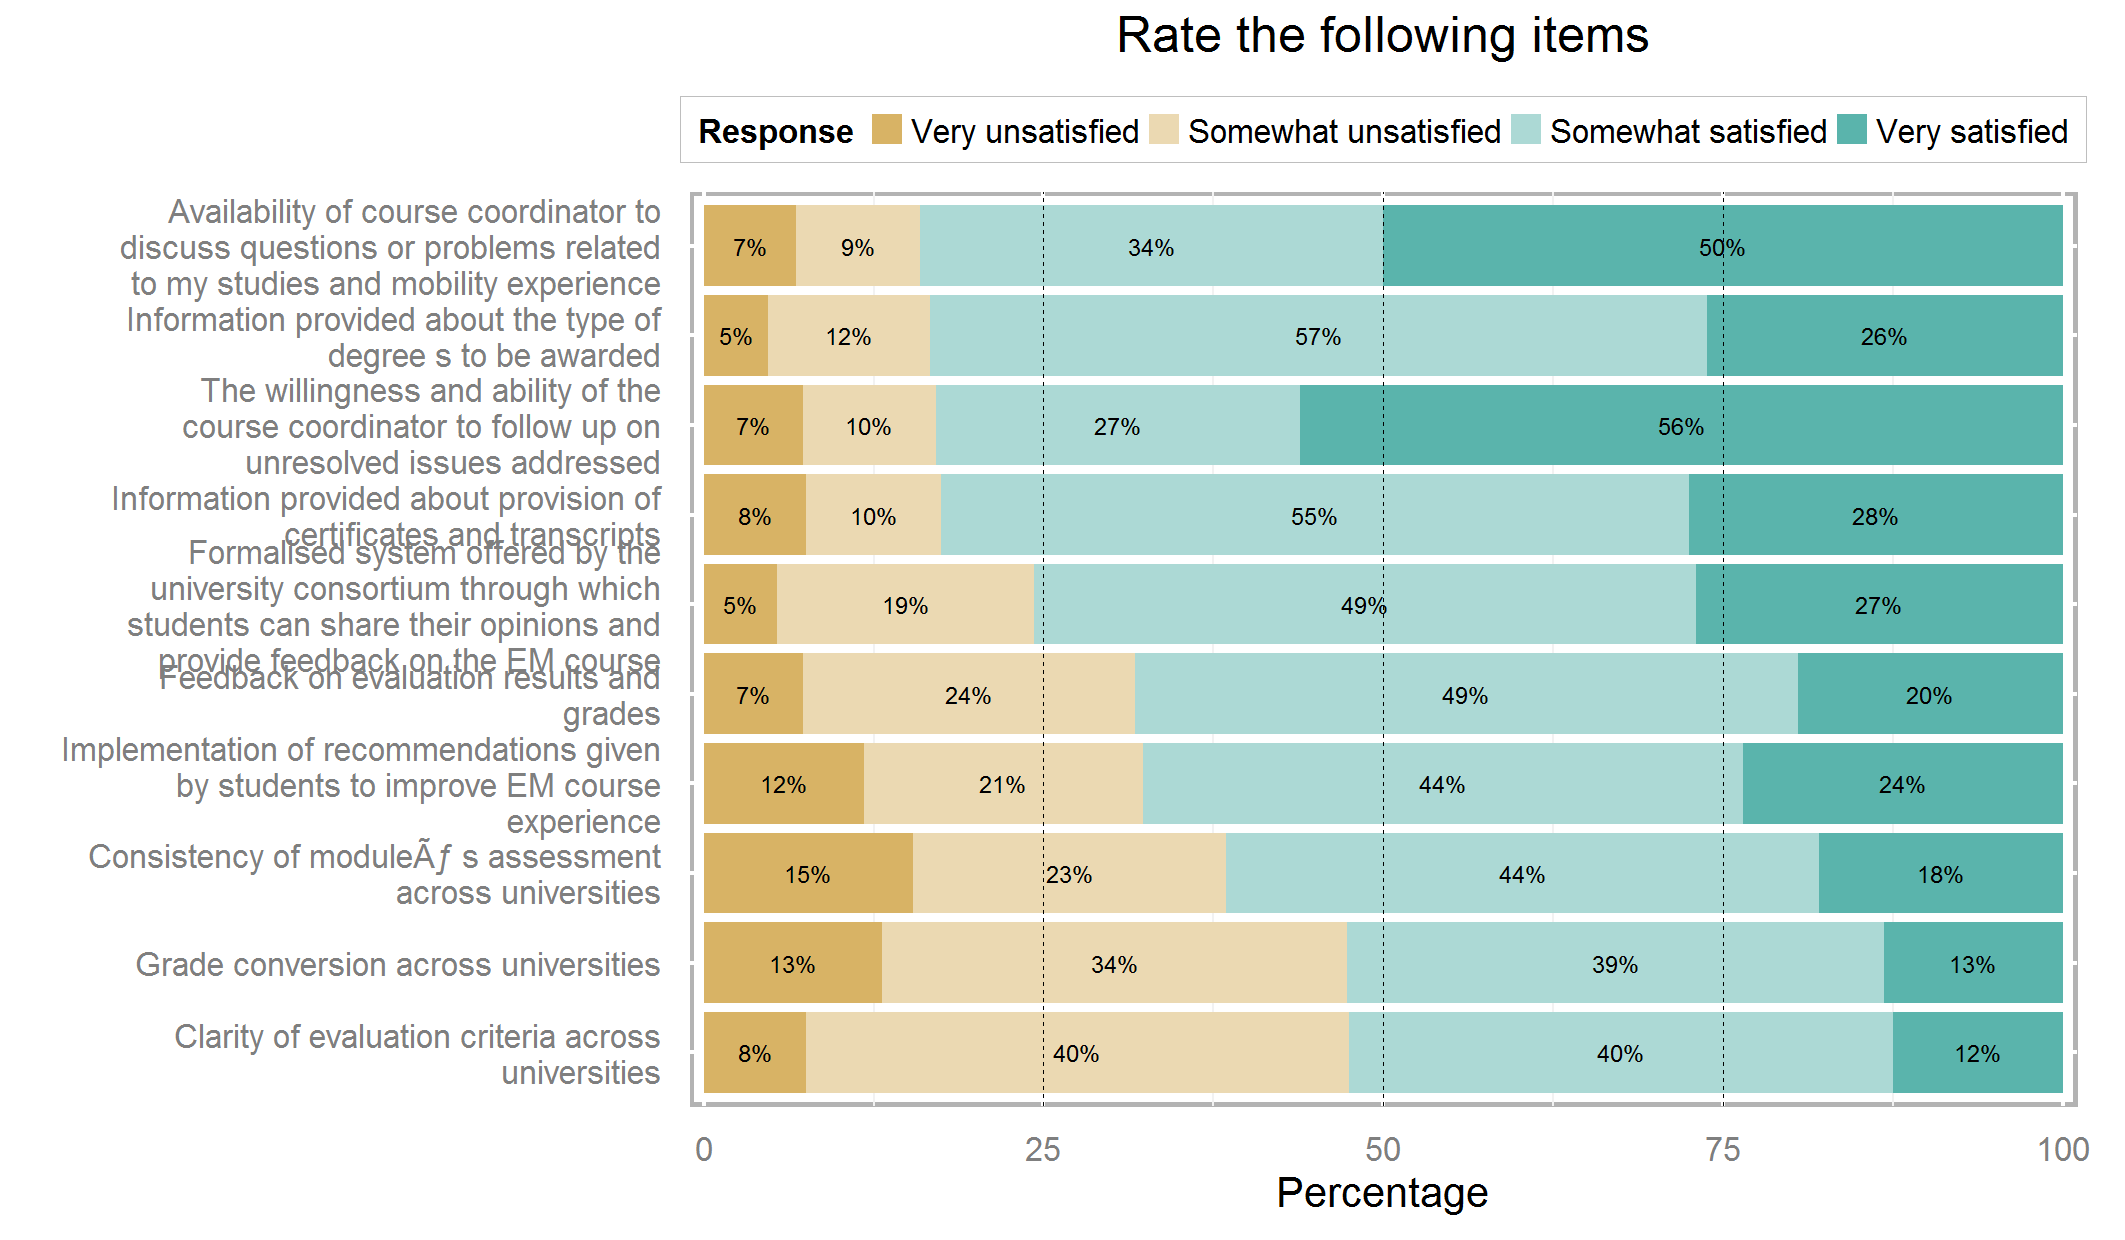 Rate the following items
Response Very unsatisfied Somewhat unsatisfied Somewhat satisfied Very satisfied
Availability of course coordinator to
discuss questions or problems related
to my studies and mobility experience
7% 9% 34% 50%
Information provided about the type of
degree s to be awarded
5% 12% 57% 26%
The willingness and ability of the
course coordinator to follow up on
unresolved issues addressed
7% 10% 27% 56%
Information provided about provision of
certificates and transcripts
8% 10% 55% 28%
Formalised system offered by the
university consortium through which
students can share their opinions and
provide feedback on the EM course
5% 19% 49% 27%
Feedback on evaluation results and
grades
7% 24% 49% 20%
Implementation of recommendations given
by students to improve EM course
experience
12% 21% 44% 24%
Consistency of moduleÃƒ s assessment
across universities
15% 23% 44% 18%
Grade conversion across universities
13% 34% 39% 13%
Clarity of evaluation criteria across
universities
8% 40% 40% 12%
0 25 50 75 100
Percentage